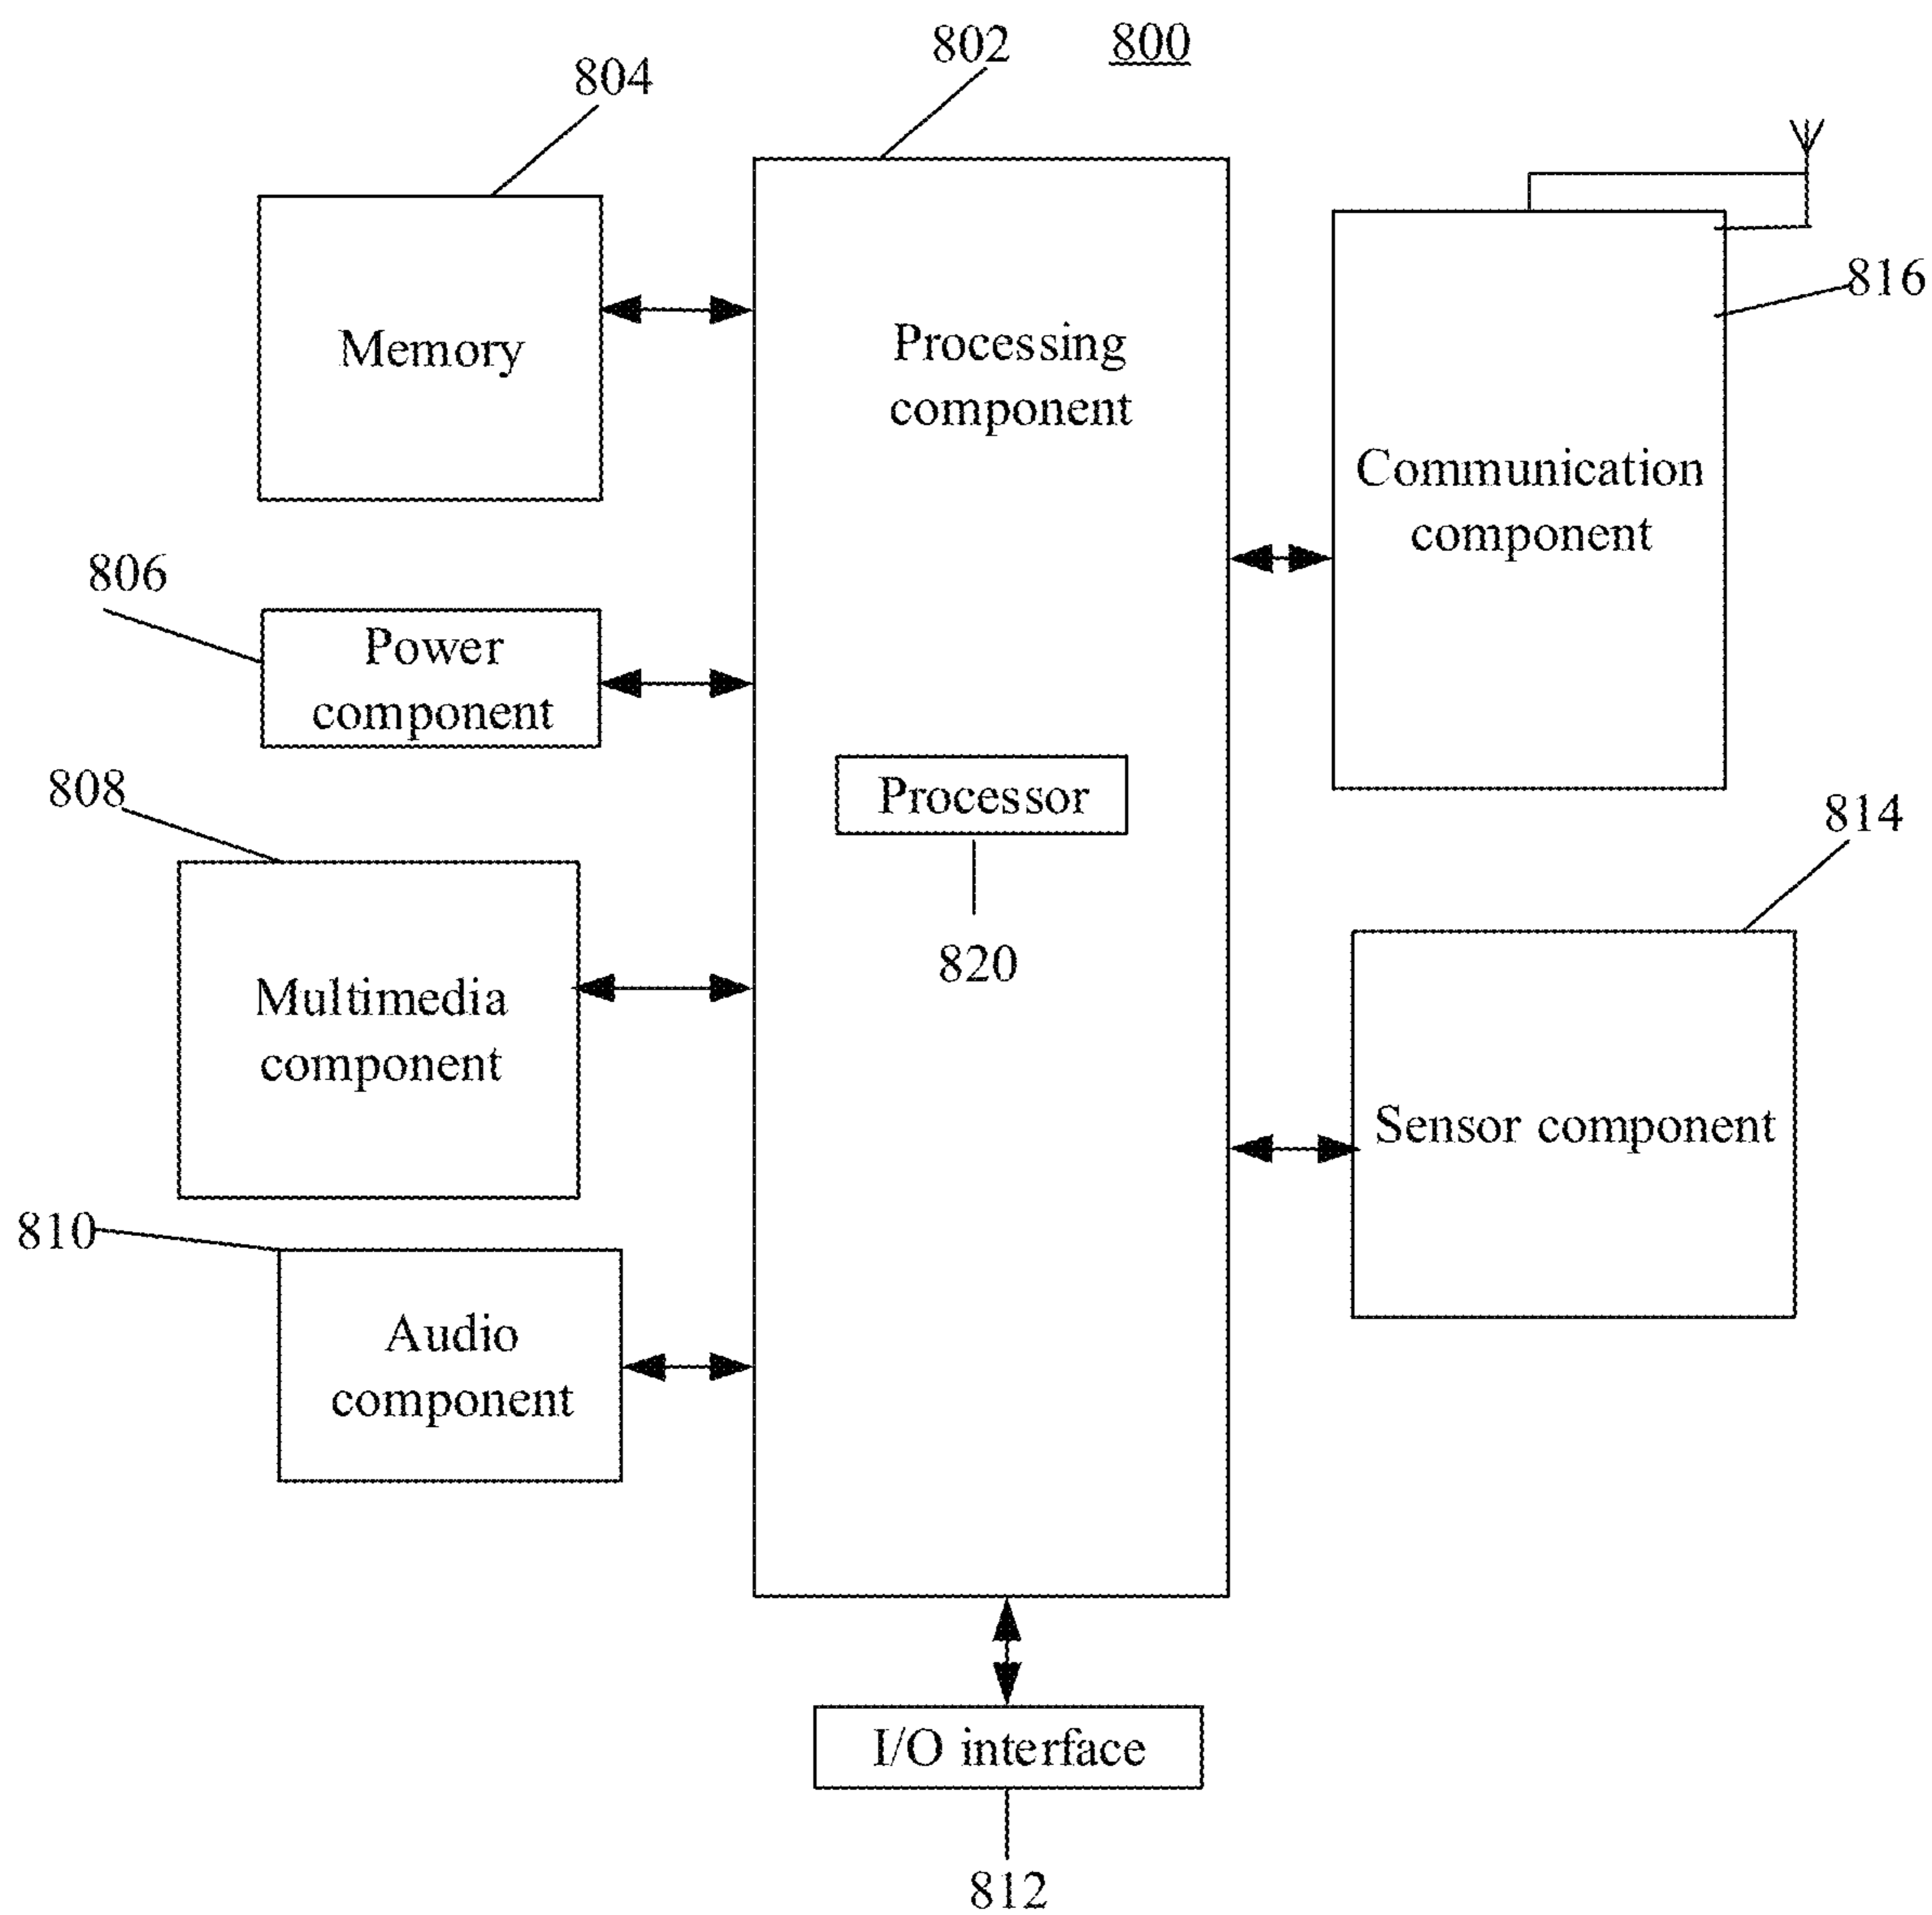 802
800
804
816
Memory
Processing
component
Communication
component
806
Power
component
808
Processor
814
820
Multimedia
component
Sensor component
810
Audio
component
I/O interface
812